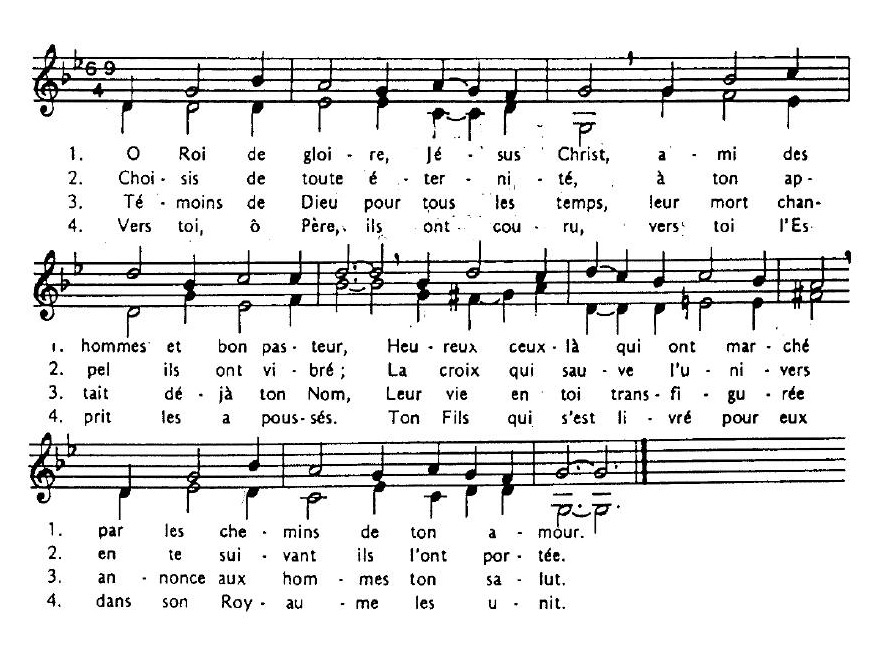 6 9
4
1. O Roi de gloi - re, Jé - sus Christ, a - mi des
2. Choi - sis de toute é - ter - ni - té, à ton ap-
3. Té - moins de Dieu pour tous les temps, leur mort chan-
4. Vers toi, ô Père, ils ont cou - ru, vers toi l'Es
1. hommes et bon pas - teur, Heu - reux ceux - là qui ont mar - ché
2. pel ils ont vi - bré ; La croix qui sau - ve l'u - ni - vers
3. tait dé - jà ton Nom, Leur vie en toi trans - fi - gu - rée
4. prit les a pous - sés. Ton Fils qui s'est li - vré pour eux
1. par les che - mins de ton a - mour.
2. en te sui - vant ils l'ont por - tée.
3. an - nonce aux hom - mes ton sa - lut.
4. dans son Roy - au - me les u - nit.